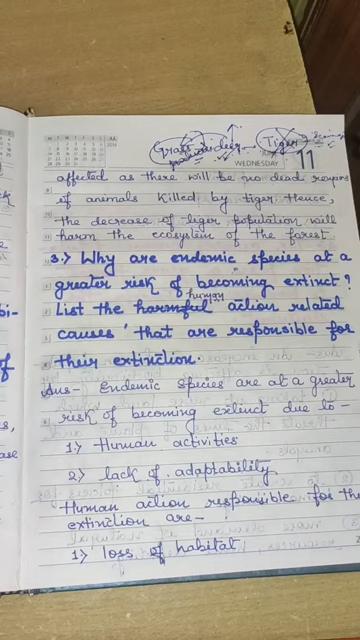 Grass
deer
Tiger
WEDNESDAY 11
affected as there will be no dead
of animals killed by tiger. Hence,
the decrease of tiger population will
harm the ecosystem of the forest.
3.> Why are endemic species at a
greater risk of becoming extinct?
List the harmful human action related
causes that are responsible for
their extinction.
Ans- Endemic Species are at a greater
risk of becoming extinct due to-
1> Human activities
2> lack of adaptability.
Human action responsible for the
extinction are-
1> loss of habitat